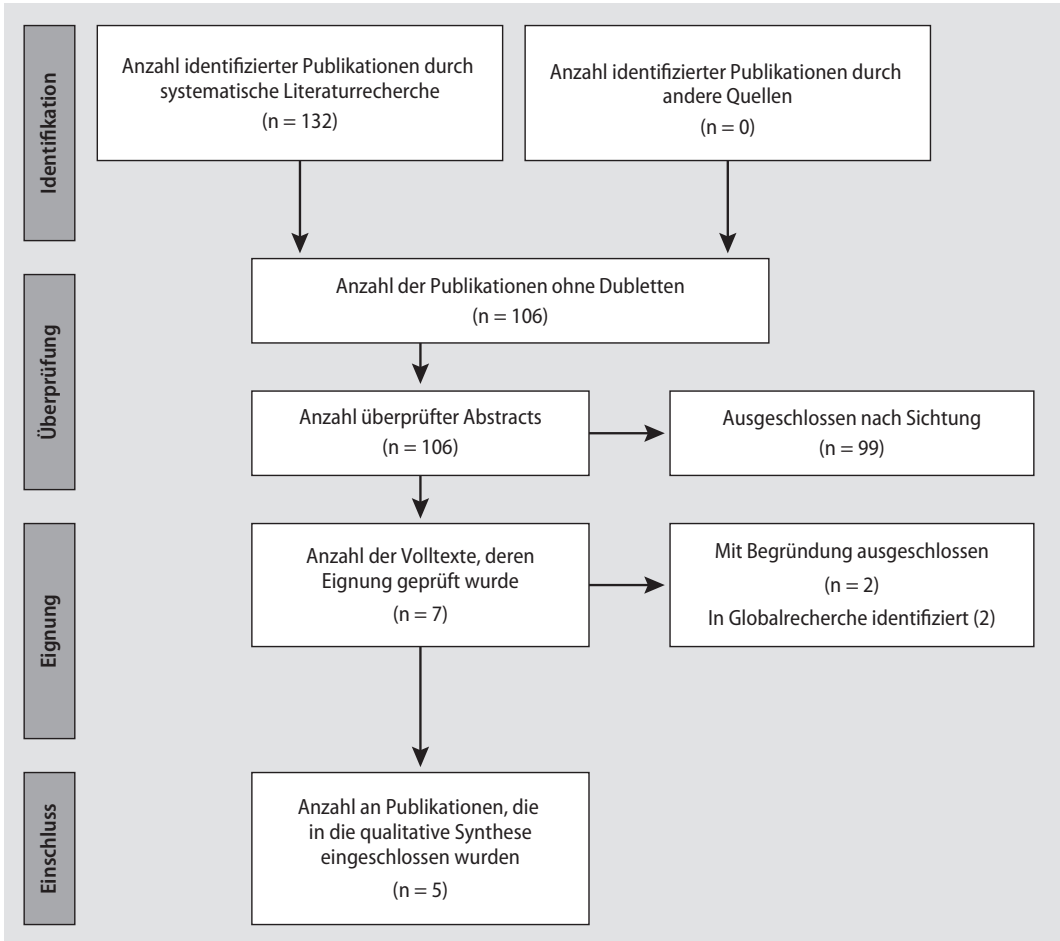 Identifikation
Anzahl identifizierter Publikationen durch
systematische Literaturrecherche
(n = 132)
Anzahl identifizierter Publikationen durch
andere Quellen
(n = 0)
Überprüfung
Anzahl der Publikationen ohne Dubletten
(n = 106)
Anzahl überprüfter Abstracts
(n = 106)
Ausgeschlossen nach Sichtung
(n = 99)
Eignung
Anzahl der Volltexte, deren
Eignung geprüft wurde
(n = 7)
Mit Begründung ausgeschlossen
(n = 2)
In Globalrecherche identifiziert (2)
Einschluss
Anzahl an Publikationen, die
in die qualitative Synthese
eingeschlossen wurden
(n = 5)